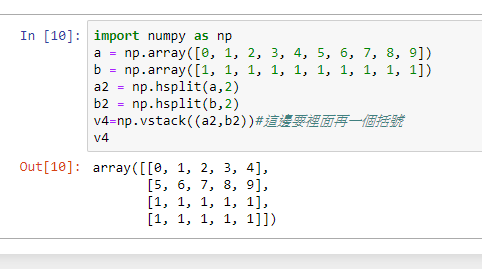 In [10]: import numpy as np
a = np.array([0, 1, 2, 3, 4, 5, 6, 7, 8, 9])
b = np.array([1, 1, 1, 1, 1, 1, 1, 1, 1, 1])
a2 = np.hsplit(a,2)
b2 = np.hsplit(b,2)
v4=np.vstack((a2,b2))#這邊要裡面再一個括號
v4
Out[10]: array([[0, 1, 2, 3, 4],
[5, 6, 7, 8, 9],
[1, 1, 1, 1, 1],
[1, 1, 1, 1, 1]])